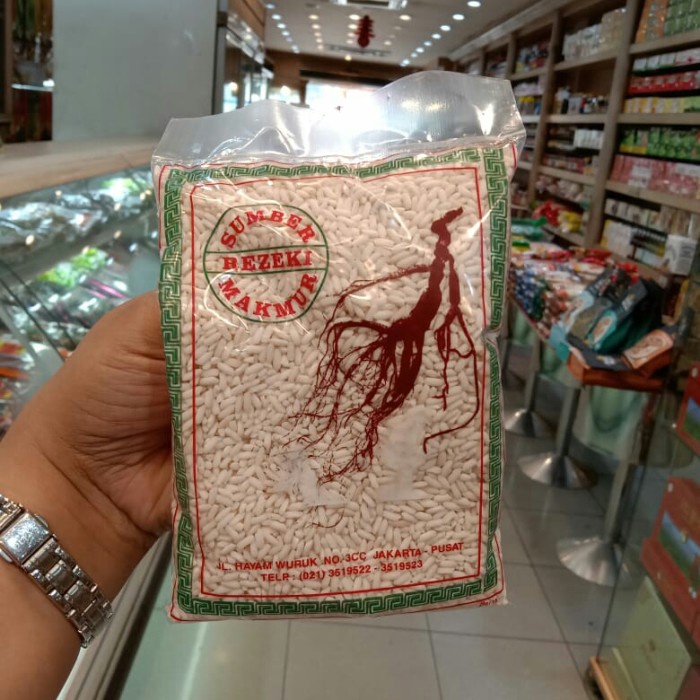 SUMBER
REZEKI
MAKMUR
JL. HAYAM WURUK NO. 3CC JAKARTA - PUSAT
TELP : (021) 3519522 - 3519523